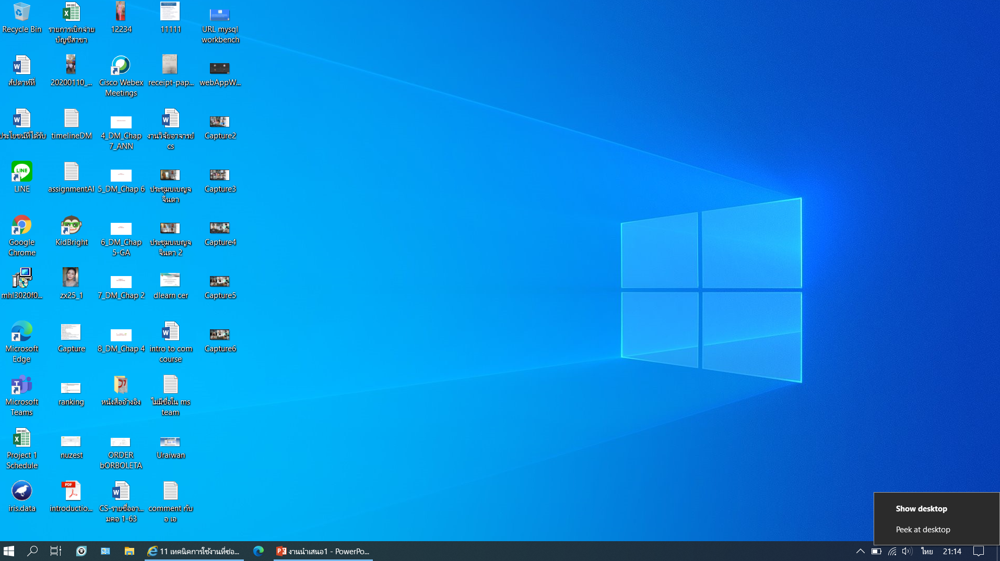 Recycle Bin
รายการเบิกจ่าย
บัญชีสาขา
12234
11111
URL mysql
workbench
สัปดาห์ที่
20200110_...
Cisco Webex
Meetings
receipt-pap...
webAppW...
ประโยชน์ที่ได้รับ
timelineDM
4_DM_Chap
7_ANN
งานวิจัยอาจารย์
cs
Capture2
LINE
assignmentAI
5_DM_Chap 6
ประชุมบเบญจ
จินดา
Capture3
Google
Chrome
KidBright
6_DM_Chap
5-GA
ประชุมบเบญจ
จินดา 2
Capture4
mhl3020f0...
zx25_1
7_DM_Chap 2
dlearn cer
Capture5
Microsoft
Edge
Capture
8_DM_Chap 4
intro to com
course
Capture6
Microsoft
Teams
ranking
หนังสืออ้างอิง
ไม่มีชื่อใน ms
team
Project 1
Schedule
nuzest
ORDER
bORBOLETA
Uraiwan
iris.data
introductio...
CS-รายชื่ออา...
มคอ 1-63
comment กับ
อ เอ
Show desktop
Peek at desktop
11 เทคนิคการใช้งานที่ซ่อ...
งานนำเสนอ1 - PowerPo...
ไทย
21:14